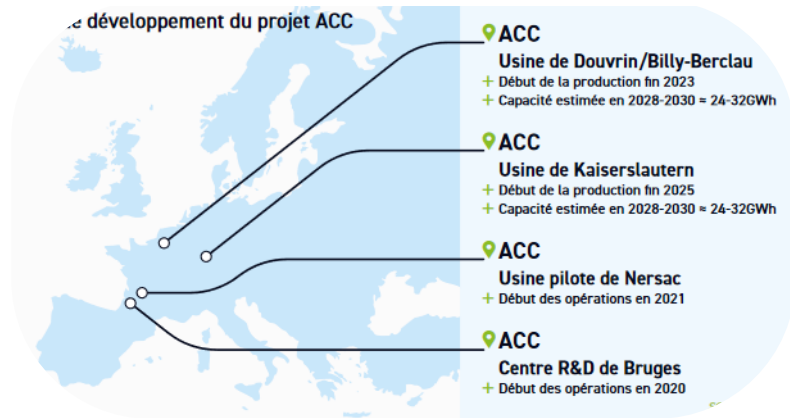 développement du projet ACC
ACC
Usine de Douvrin/Billy-Berclau
+ Début de la production fin 2023
+ Capacité estimée en 2028-2030 ≈ 24-32GWh
ACC
Usine de Kaiserslautern
+ Début de la production fin 2025
+ Capacité estimée en 2028-2030 ≈ 24-32GWh
ACC
Usine pilote de Nersac
+ Début des opérations en 2021
ACC
Centre R&D de Bruges
+ Début des opérations en 2020